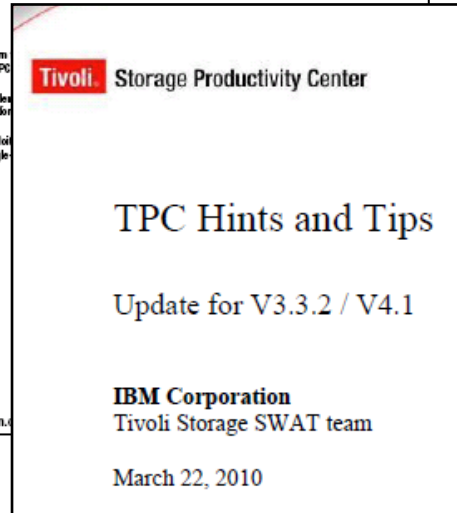 Tivoli. Storage Productivity Center
TPC Hints and Tips
Update for V3.3.2 / V4.1
IBM Corporation
Tivoli Storage SWAT team
March 22, 2010